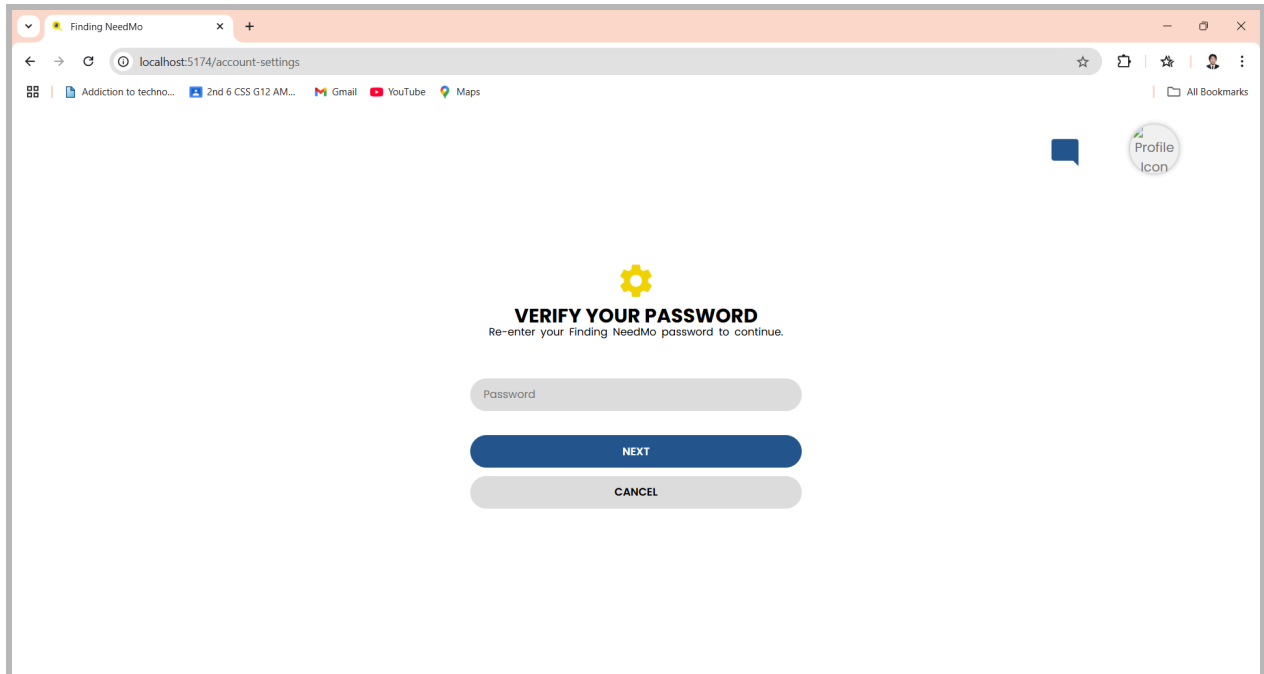 Finding NeedMo
localhost:5174/account-settings
Addiction to techno... 2nd 6 CSS G12 AM... Gmail YouTube Maps All Bookmarks
Profile
Icon
VERIFY YOUR PASSWORD
Re-enter your Finding NeedMo password to continue.
Password
NEXT
CANCEL